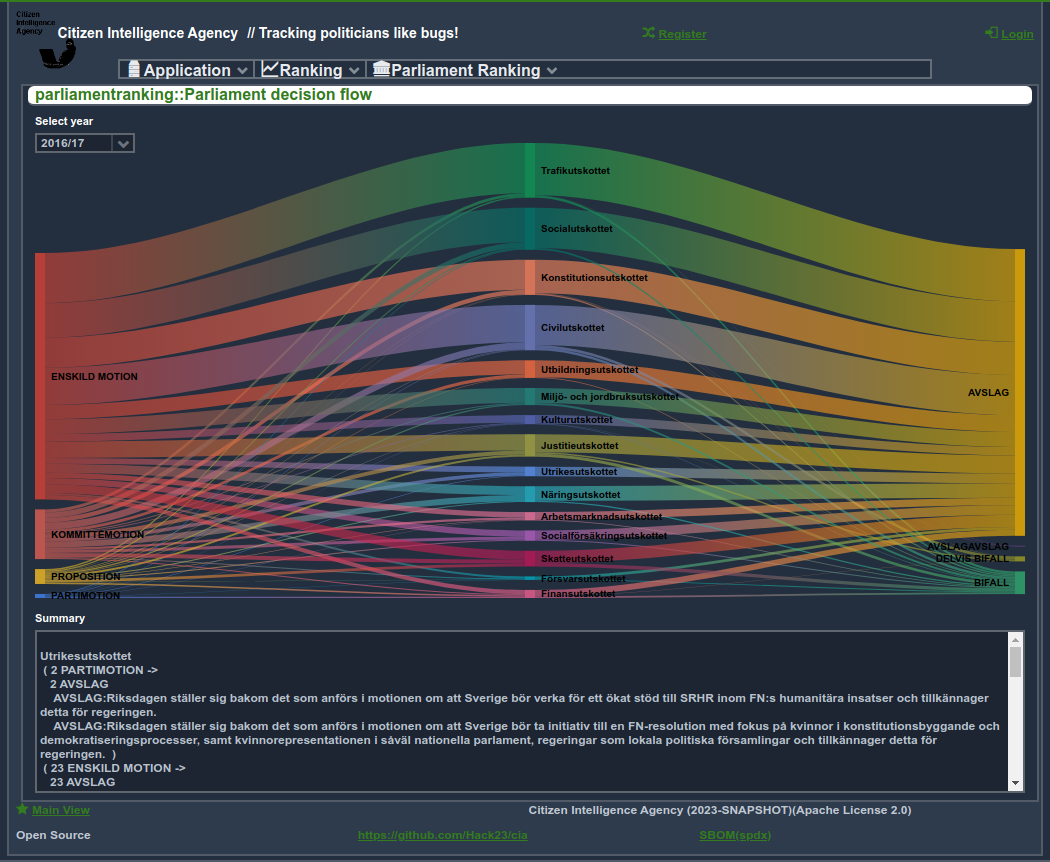 Citizen
Intelligence
Agency
Citizen Intelligence Agency // Tracking politicians like bugs!
Register
Login
Application
Ranking
Parliament Ranking
parliamentranking::Parliament decision flow
Select year
2016/17
Trafikutskottet
Socialutskottet
Konstitutionsutskottet
Civilutskottet
Utbildningsutskottet
ENSKILD MOTION
AVSLAG
Miljö- och jordbruksutskottet
Kulturutskottet
Justitieutskottet
Utrikesutskottet
Näringsutskottet
Arbetsmarknadsutskottet
KOMMITTEMOTION
Socialförsäkringsutskottet
AVSLAGAVSLAG
Skatteutskottet
DELVIS BIFALL
PROPOSITION
Försvarsutskottet
BIFALL
PARTIMOTION
Finansutskottet
Summary
Utrikesutskottet
( 2 PARTIMOTION ->
2 AVSLAG
AVSLAG:Riksdagen ställer sig bakom det som anförs i motionen om att Sverige bör verka för ett ökat stöd till SRHR inom FN:s humanitära insatser och tillkännager
detta för regeringen.
AVSLAG:Riksdagen ställer sig bakom det som anförs i motionen om att Sverige bör ta initiativ till en FN-resolution med fokus på kvinnor i konstitutionsbyggande och
demokratiseringsprocesser, samt kvinnorepresentationen i såväl nationella parlament, regeringar som lokala politiska församlingar och tillkännager detta för
regeringen. )
( 23 ENSKILD MOTION ->
23 AVSLAG
Main View
Citizen Intelligence Agency (2023-SNAPSHOT)(Apache License 2.0)
Open Source
https://github.com/Hack23/cia
SBOM(spdx)